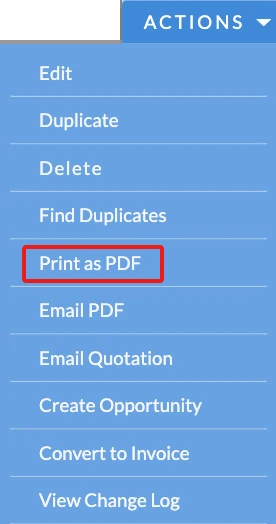 ACTIONS
Edit
Duplicate
Delete
Find Duplicates
Print as PDF
Email PDF
Email Quotation
Create Opportunity
Convert to Invoice
View Change Log